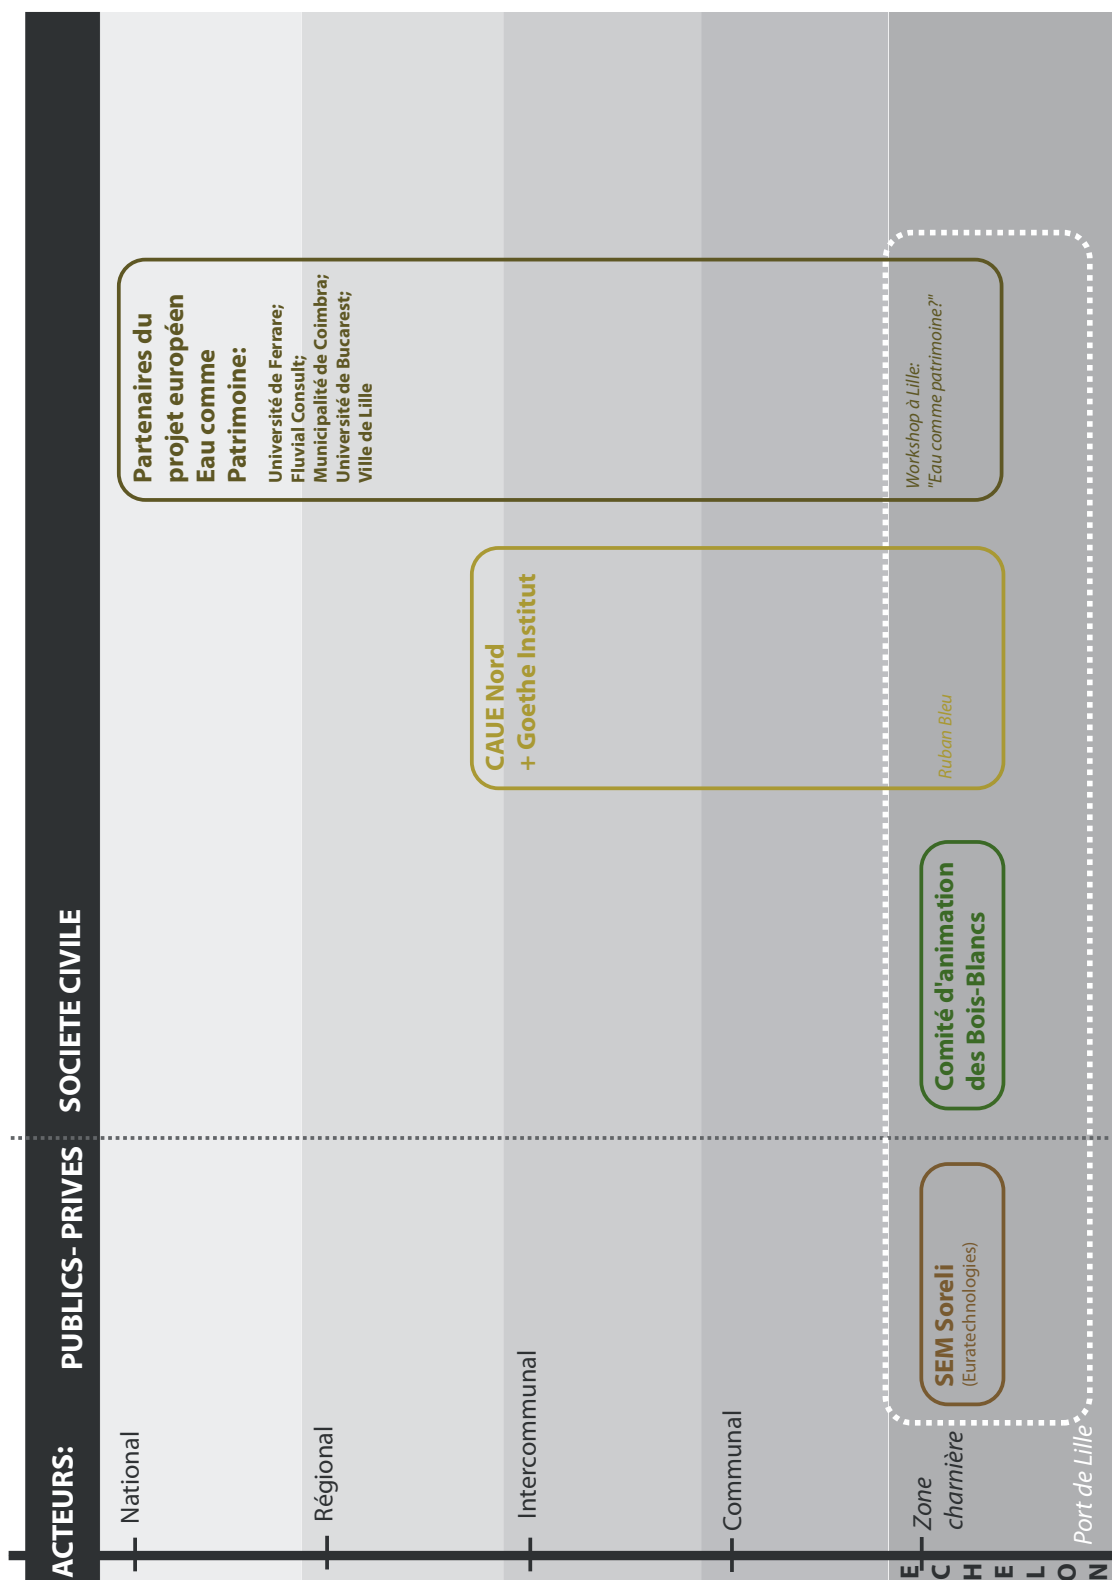 ACTEURS:
PUBLICS- PRIVES
SOCIETE CIVILE
National
Régional
Intercommunal
Communal
Zone
charnière
Port de Lille
ECHELON
SEM Soreli
(Euratechnologies)
Comité d'animation
des Bois-Blancs
CAUE Nord
+ Goethe Institut
Ruban Bleu
Partenaires du
projet européen
Eau comme
Patrimoine:
Université de Ferrare;
Fluvial Consult;
Municipalité de Coimbra;
Université de Bucarest;
Ville de Lille
Workshop à Lille:
"Eau comme patrimoine?"